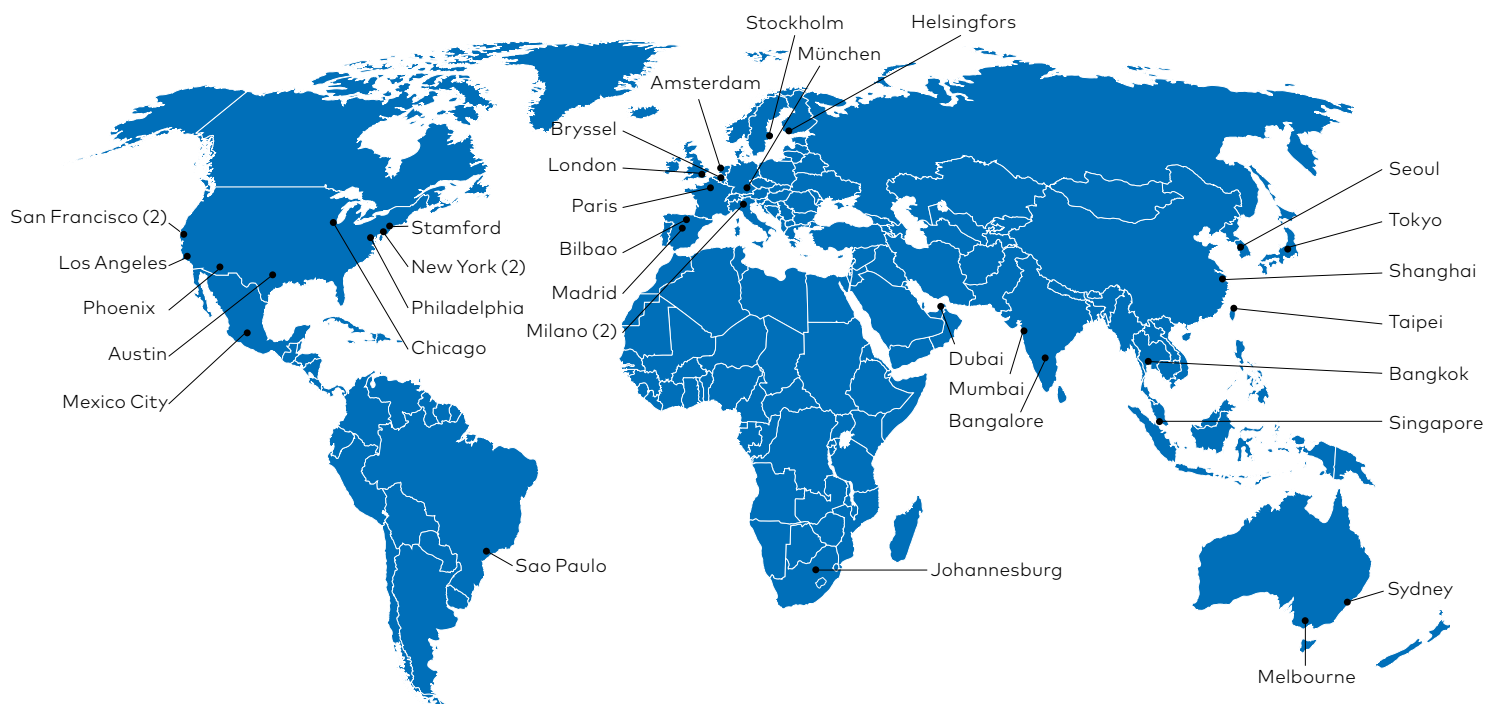 Stockholm
Helsingfors
München
Amsterdam
Bryssel
London
Paris
Bilbao
Madrid
Milano (2)
San Francisco (2)
Los Angeles
Phoenix
Austin
Mexico City
Stamford
New York (2)
Philadelphia
Chicago
Sao Paulo
Dubai
Mumbai
Bangalore
Johannesburg
Seoul
Tokyo
Shanghai
Taipei
Bangkok
Singapore
Sydney
Melbourne